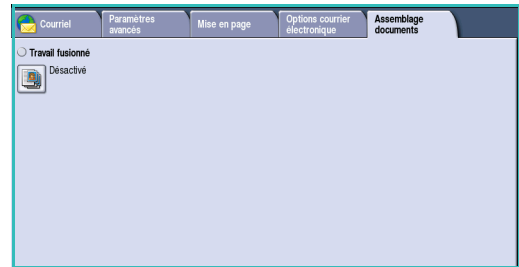 Courriel
Paramètres
avancés
Mise en page
Options courrier
électronique
Assemblage
documents
Travail fusionné
Désactivé